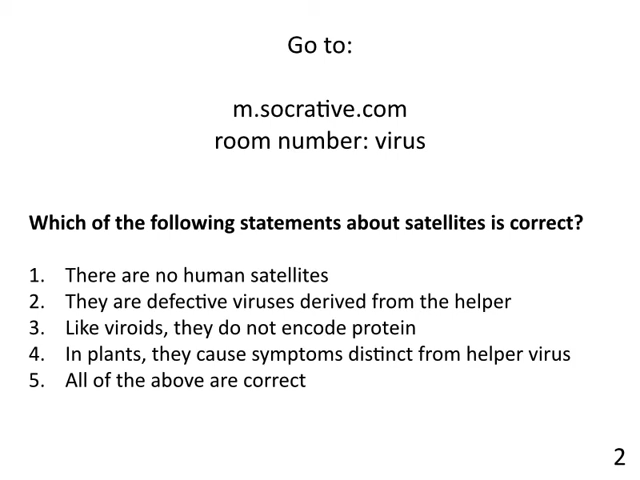 Go to:
m.socrative.com
room number: virus
Which of the following statements about satellites is correct?
1. There are no human satellites
2. They are defective viruses derived from the helper
3. Like viroids, they do not encode protein
4. In plants, they cause symptoms distinct from helper virus
5. All of the above are correct
2